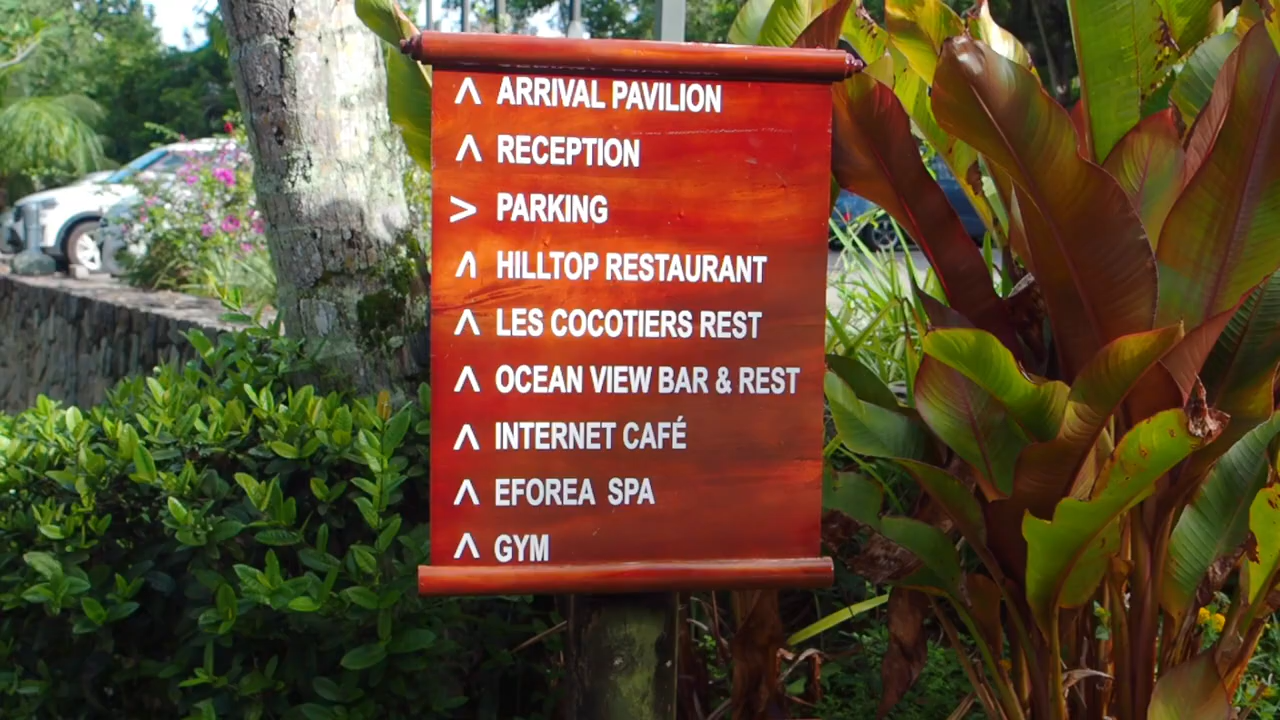 ^ ARRIVAL PAVILION
^ RECEPTION
> PARKING
^ HILLTOP RESTAURANT
^ LES COCOTIERS REST
^ OCEAN VIEW BAR & REST
^ INTERNET CAFÉ
^ EFOREA SPA
^ GYM